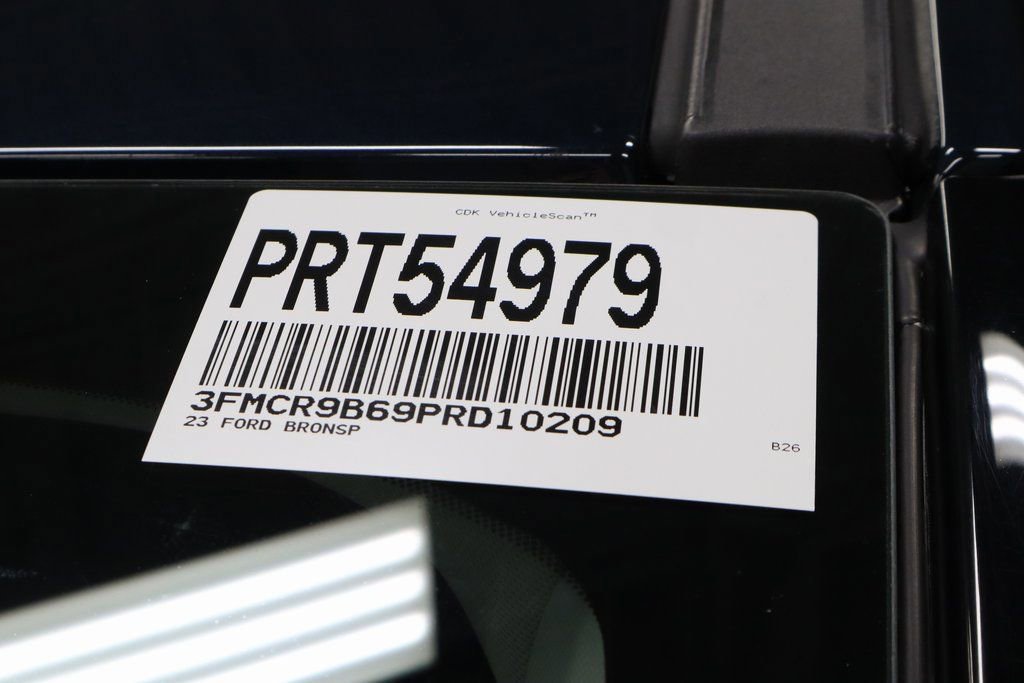 CDK VehicleScan™
PRT54979
3FMCR9B69PRD10209
23 FORD BRONSP
B26